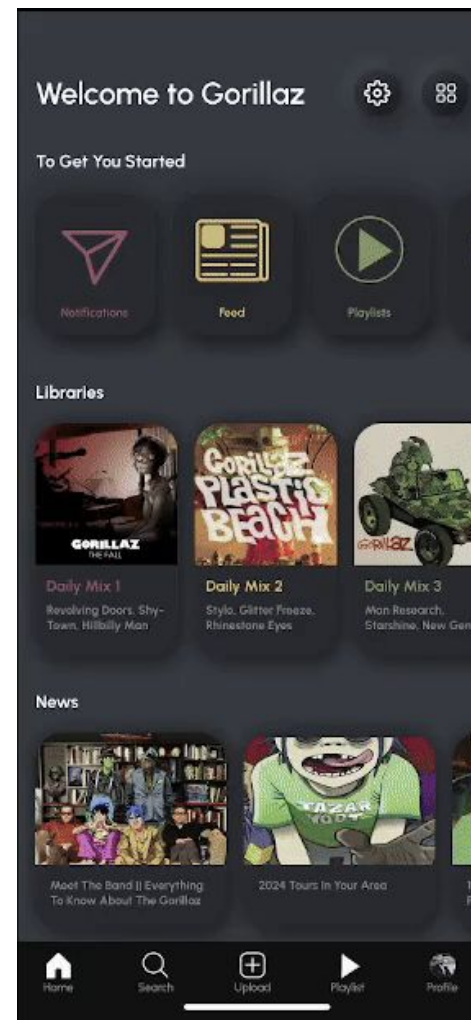 Welcome to Gorillaz
To Get You Started
Notifications
Feed
Playlists
Libraries
GORILLAZ
THE FALL
GORILLAZ
PLASTIC
BEACH
GORILLAZ
Daily Mix 1
Daily Mix 2
Daily Mix 3
Revolving Doors, Shy-
Town, Hillbilly Man
Stylo, Glitter Freeze,
Rhinestone Eyes
Man Research,
Starshine, New Gen
News
Meet The Band || Everything
To Know About The Gorillaz
2024 Tours In Your Area
Home
Search
Upload
Playlist
Profile